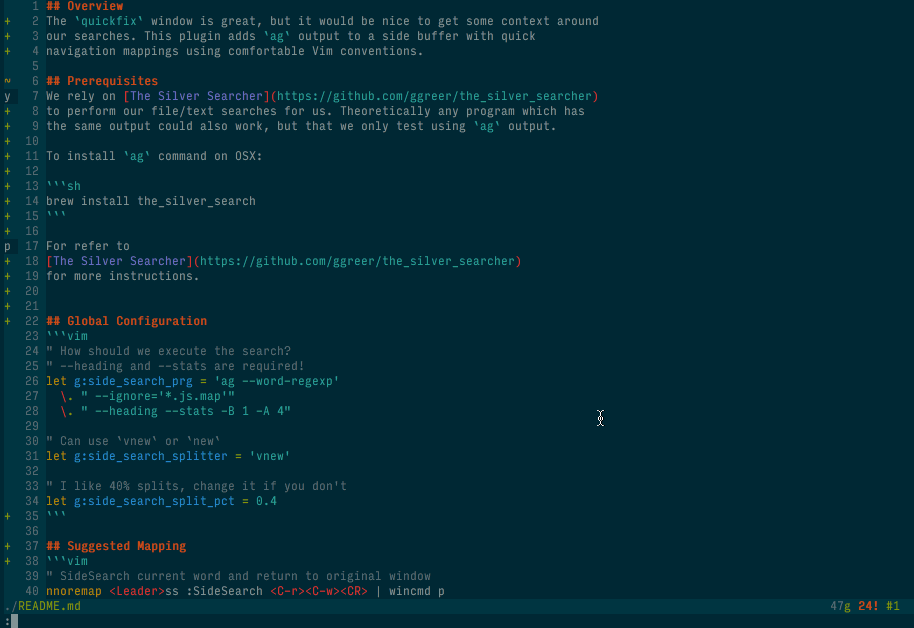 1 ## Overview
+ 2 The `quickfix` window is great, but it would be nice to get some context around
+ 3 our searches. This plugin adds `ag` output to a side buffer with quick
+ 4 navigation mappings using comfortable Vim conventions.
5
~ 6 ## Prerequisites
y 7 We rely on [The Silver Searcher](https://github.com/ggreer/the_silver_searcher)
+ 8 to perform our file/text searches for us. Theoretically any program which has
+ 9 the same output could also work, but that we only test using `ag` output.
+ 10
+ 11 To install `ag` command on OSX:
+ 12
+ 13 ```sh
+ 14 brew install the_silver_search
+ 15 ```
+ 16
p 17 For refer to
+ 18 [The Silver Searcher](https://github.com/ggreer/the_silver_searcher)
+ 19 for more instructions.
+ 20
+ 21
+ 22 ## Global Configuration
23 ```vim
24 " How should we execute the search?
25 " --heading and --stats are required!
26 let g:side_search_prg = 'ag --word-regexp'
27   \. " --ignore='*.js.map'"
28   \. " --heading --stats -B 1 -A 4"
29
30 " Can use `vnew` or `new`
31 let g:side_search_splitter = 'vnew'
32
33 " I like 40% splits, change it if you don't
34 let g:side_search_split_pct = 0.4
+ 35 ```
36
+ 37 ## Suggested Mapping
+ 38 ```vim
39 " SideSearch current word and return to original window
40 nnoremap <Leader>ss :SideSearch <C-r><C-w><CR> | wincmd p
./README.md 47g 24! #1
: